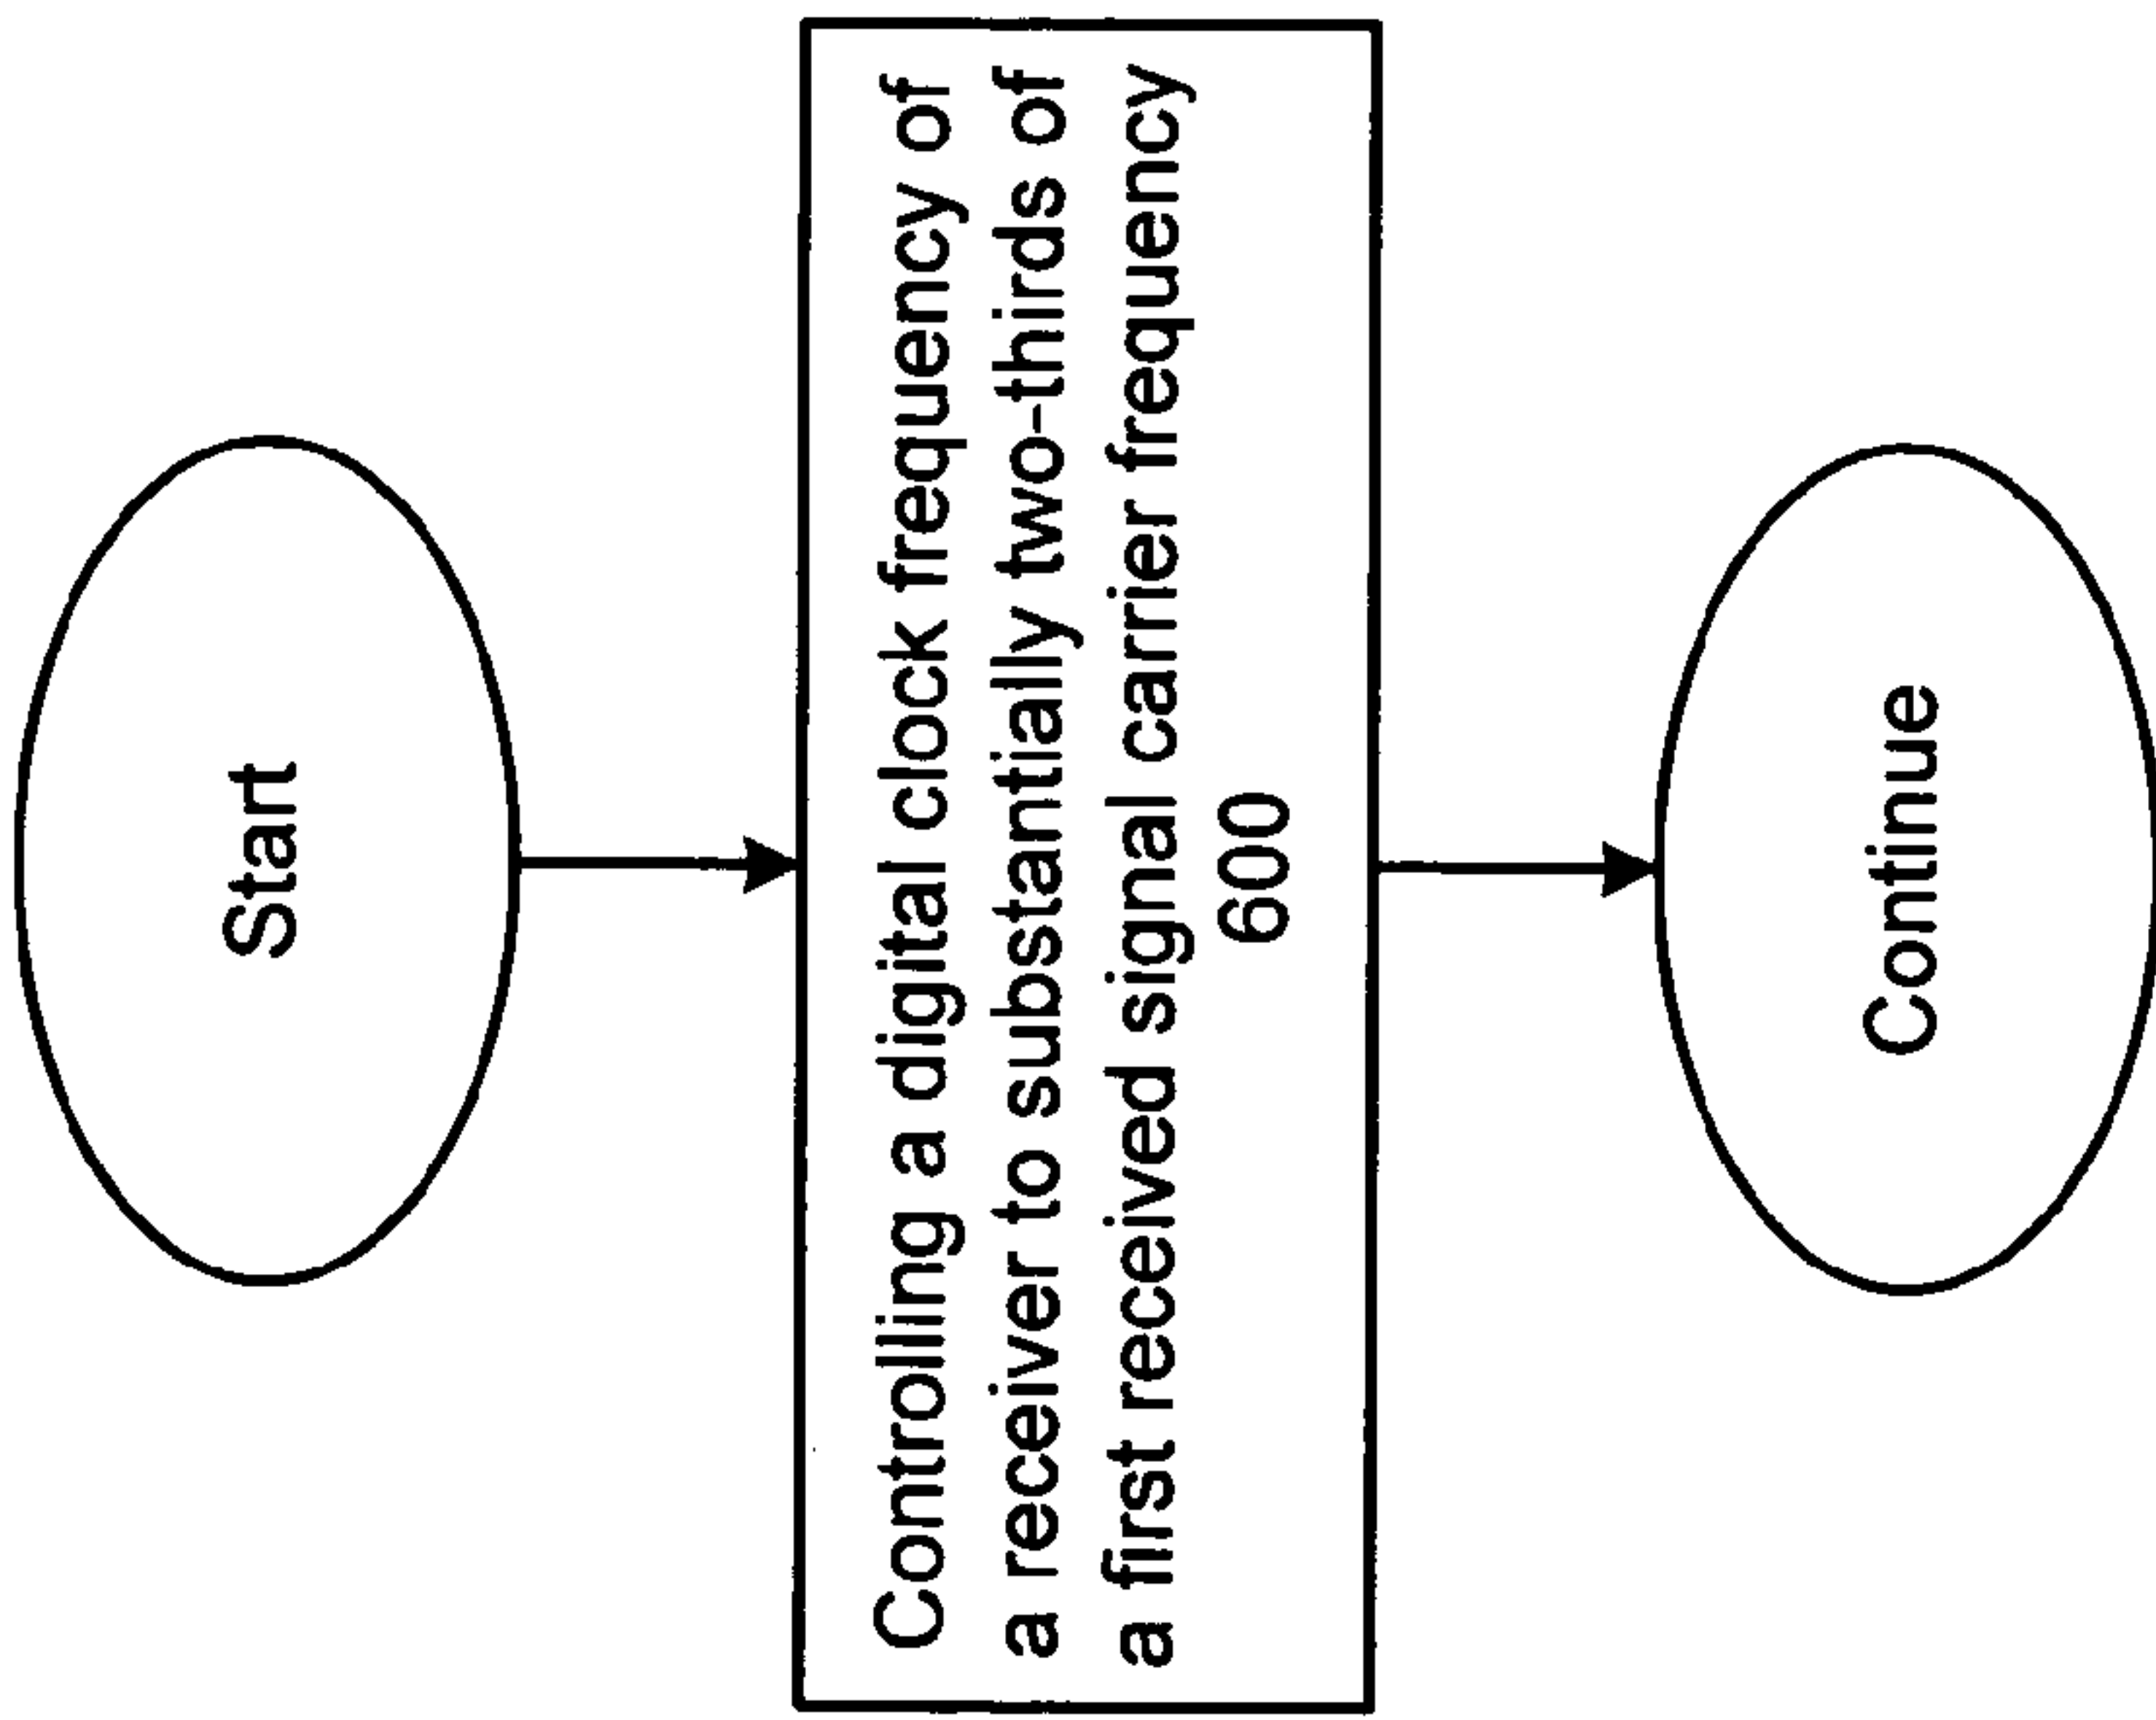 Start
Controlling a digital clock frequency of
a receiver to substantially two-thirds of
a first received signal carrier frequency
600
Continue